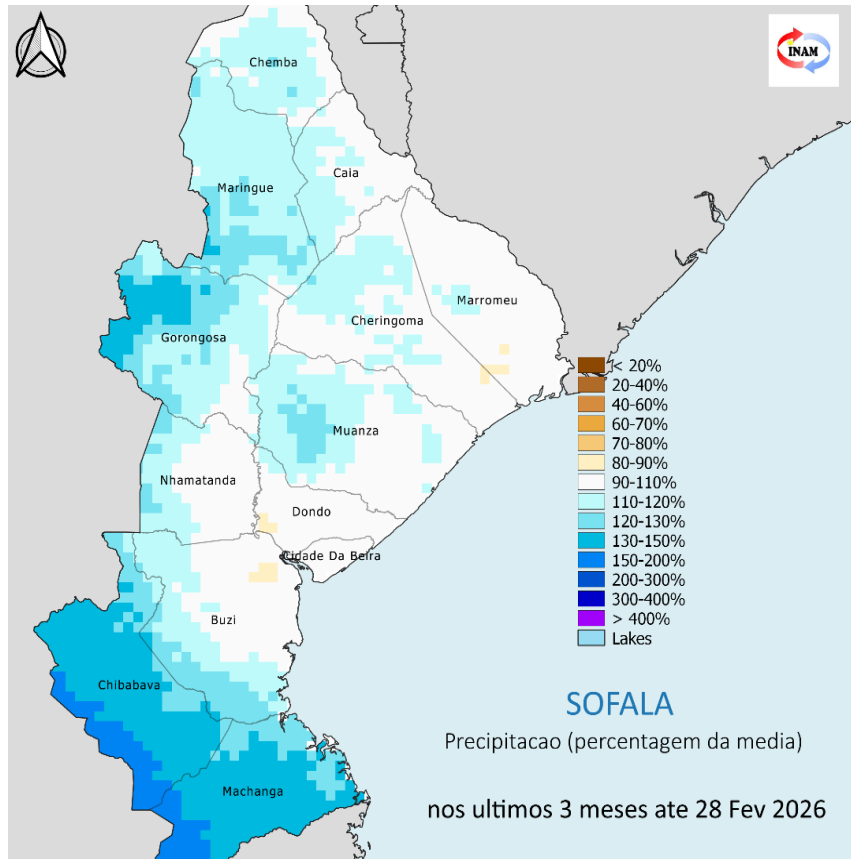 INAM
Chemba
Caia
Maringue
Marromeu
Cheringoma
Gorongosa
Muanza
Nhamatanda
Dondo
Cidade Da Beira
Buzi
Chibabava
Machanga
< 20%
20-40%
40-60%
60-70%
70-80%
80-90%
90-110%
110-120%
120-130%
130-150%
150-200%
200-300%
300-400%
> 400%
Lakes
SOFALA
Precipitacao (percentagem da media)
nos ultimos 3 meses ate 28 Fev 2026